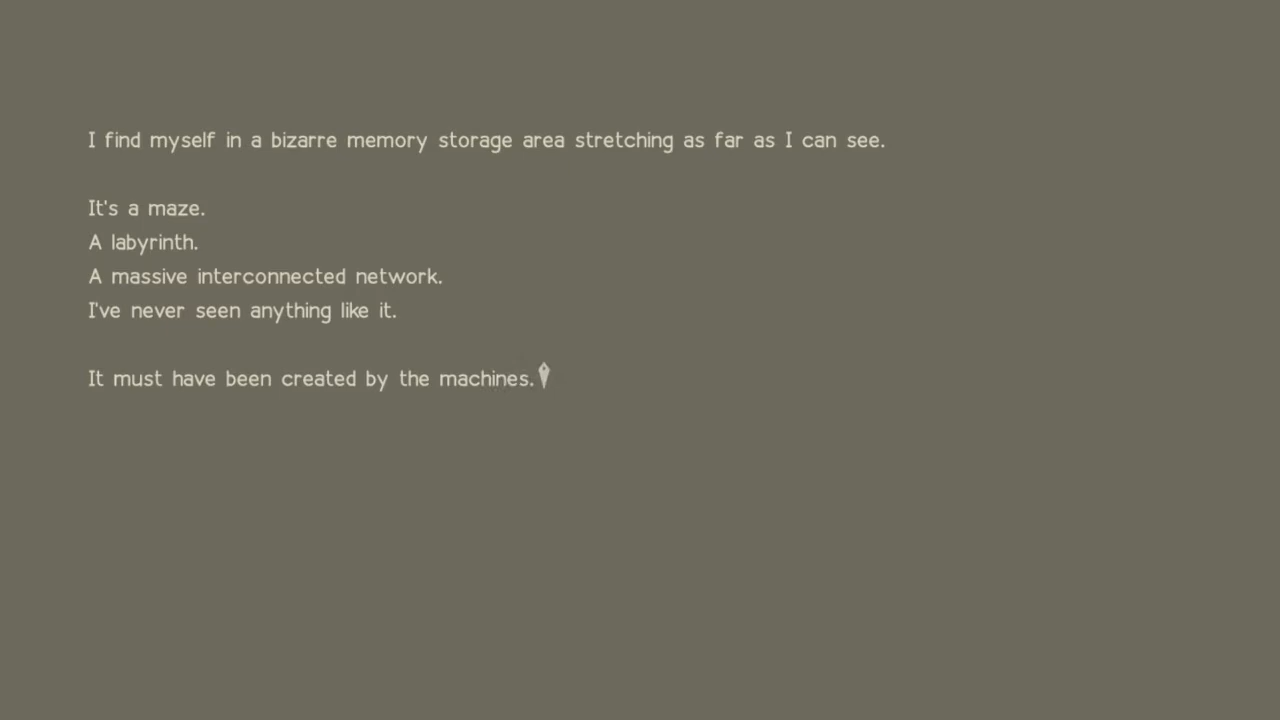 I find myself in a bizarre memory storage area stretching as far as I can see.
It's a maze.
A labyrinth.
A massive interconnected network.
I've never seen anything like it.
It must have been created by the machines.